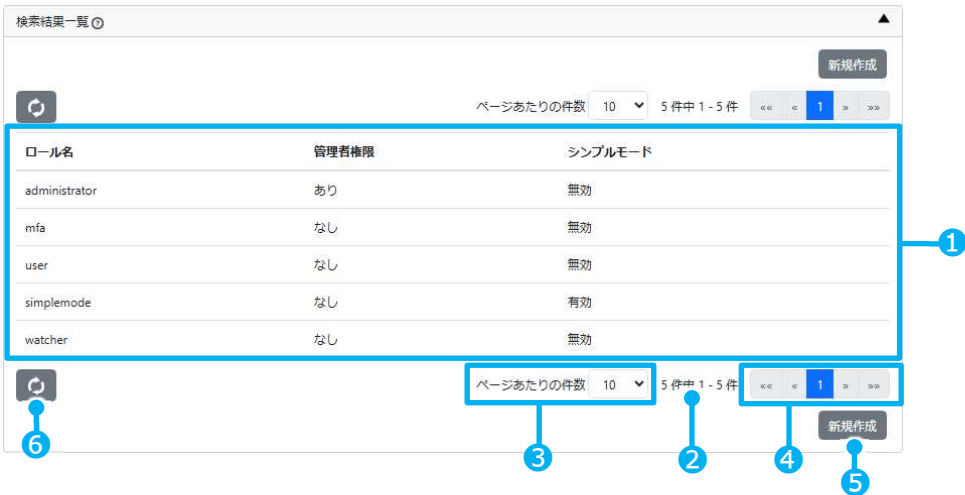 検索結果一覧 ? ▲
新規作成
ページあたりの件数 10 5 件中 1 - 5 件 «« « 1 » »»
ロール名 管理者権限 シンプルモード
administrator あり 無効
mfa なし 無効
user なし 無効
simplemode なし 有効
watcher なし 無効
1
ページあたりの件数 10 5 件中 1 - 5 件 «« « 1 » »»
新規作成
6 3 2 4 5